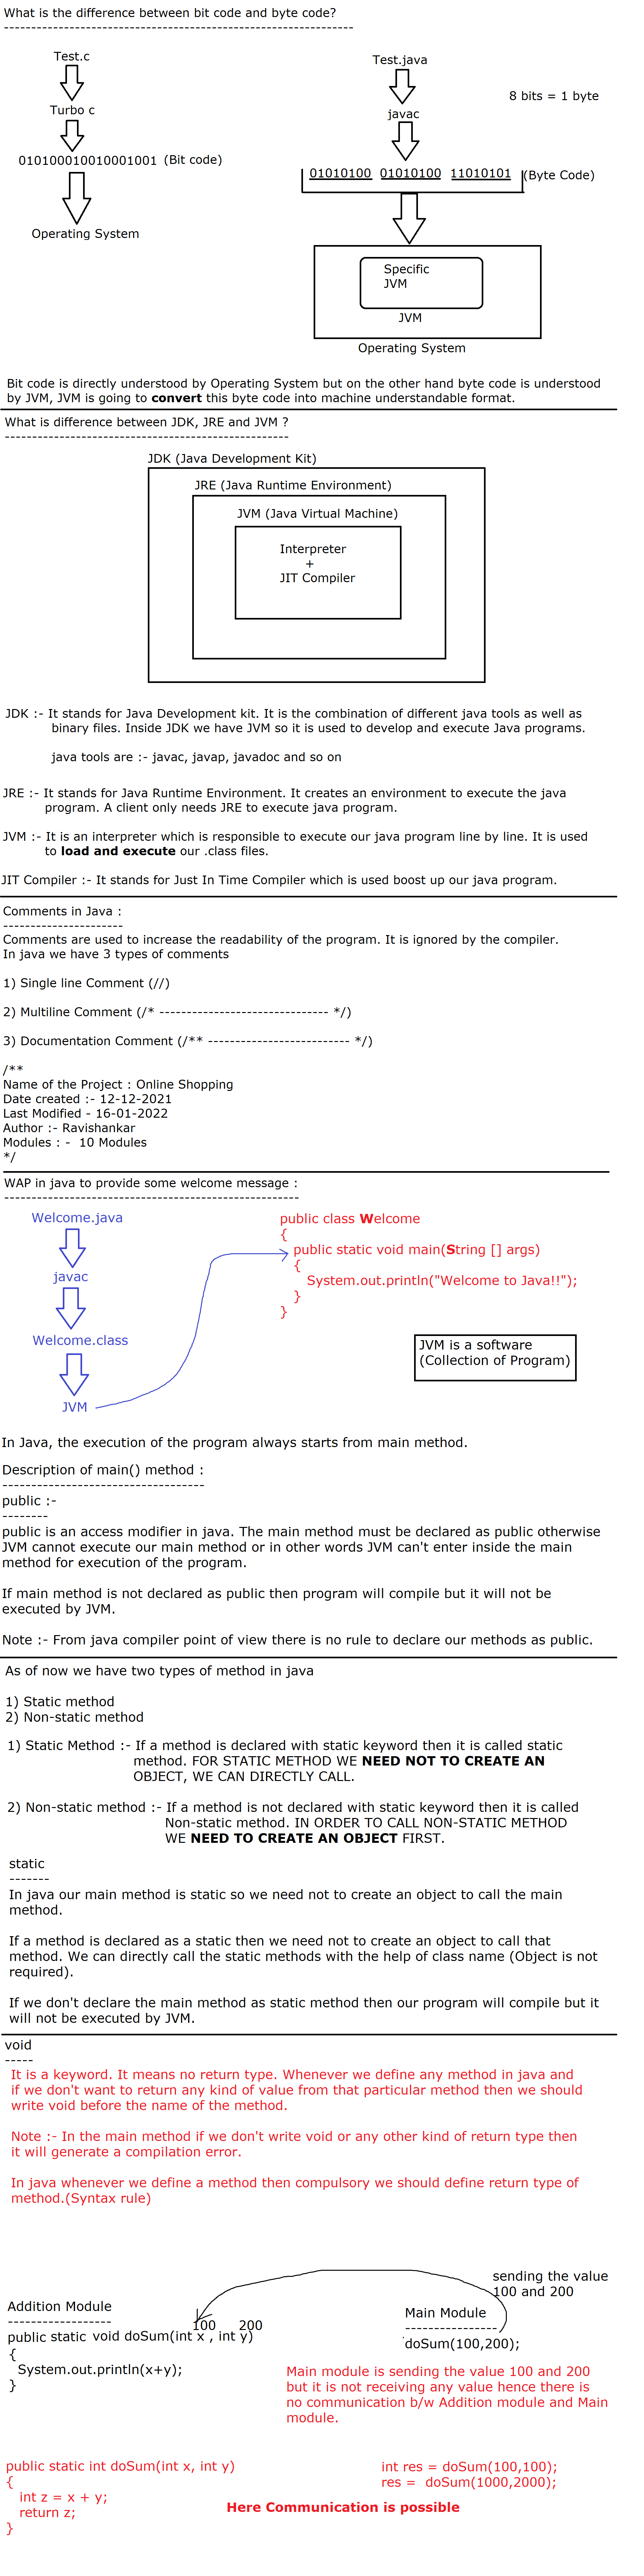 What is the difference between bit code and byte code?
----------------------------------------------------------------
Test.c
Turbo c
010100010010001001 (Bit code)
Operating System
Test.java
javac
8 bits = 1 byte
01010100 01010100 11010101 (Byte Code)
Specific
JVM
JVM
Operating System
Bit code is directly understood by Operating System but on the other hand byte code is understood
by JVM, JVM is going to convert this byte code into machine understandable format.
What is difference between JDK, JRE and JVM ?
----------------------------------------------------
JDK (Java Development Kit)
JRE (Java Runtime Environment)
JVM (Java Virtual Machine)
Interpreter
+
JIT Compiler
JDK :- It stands for Java Development kit. It is the combination of different java tools as well as
binary files. Inside JDK we have JVM so it is used to develop and execute Java programs.
java tools are :- javac, javap, javadoc and so on
JRE :- It stands for Java Runtime Environment. It creates an environment to execute the java
program. A client only needs JRE to execute java program.
JVM :- It is an interpreter which is responsible to execute our java program line by line. It is used
to load and execute our .class files.
JIT Compiler :- It stands for Just In Time Compiler which is used boost up our java program.
Comments in Java :
----------------------
Comments are used to increase the readability of the program. It is ignored by the compiler.
In java we have 3 types of comments
1) Single line Comment (//)
2) Multiline Comment (/* ------------------------------- */)
3) Documentation Comment (/** -------------------------- */)
/**
Name of the Project : Online Shopping
Date created :- 12-12-2021
Last Modified - 16-01-2022
Author :- Ravishankar
Modules : -  10 Modules
*/
WAP in java to provide some welcome message :
------------------------------------------------------
Welcome.java
javac
Welcome.class
JVM
public class Welcome
{
public static void main(String [] args)
{
System.out.println("Welcome to Java!!");
}
}
JVM is a software
(Collection of Program)
In Java, the execution of the program always starts from main method.
Description of main() method :
-----------------------------------
public :-
--------
public is an access modifier in java. The main method must be declared as public otherwise
JVM cannot execute our main method or in other words JVM can't enter inside the main
method for execution of the program.
If main method is not declared as public then program will compile but it will not be
executed by JVM.
Note :- From java compiler point of view there is no rule to declare our methods as public.
As of now we have two types of method in java
1) Static method
2) Non-static method
1) Static Method :- If a method is declared with static keyword then it is called static
method. FOR STATIC METHOD WE NEED NOT TO CREATE AN
OBJECT, WE CAN DIRECTLY CALL.
2) Non-static method :- If a method is not declared with static keyword then it is called
Non-static method. IN ORDER TO CALL NON-STATIC METHOD
WE NEED TO CREATE AN OBJECT FIRST.
static
-------
In java our main method is static so we need not to create an object to call the main
method.
If a method is declared as a static then we need not to create an object to call that
method. We can directly call the static methods with the help of class name (Object is not
required).
If we don't declare the main method as static method then our program will compile but it
will not be executed by JVM.
void
-----
It is a keyword. It means no return type. Whenever we define any method in java and
if we don't want to return any kind of value from that particular method then we should
write void before the name of the method.
Note :- In the main method if we don't write void or any other kind of return type then
it will generate a compilation error.
In java whenever we define a method then compulsory we should define return type of
method.(Syntax rule)
sending the value
100 and 200
Addition Module
------------------
100 200
public static void doSum(int x , int y)
{
System.out.println(x+y);
}
Main Module
----------------
doSum(100,200);
Main module is sending the value 100 and 200
but it is not receiving any value hence there is
no communication b/w Addition module and Main
module.
public static int doSum(int x, int y)
{
int z = x + y;
return z;
}
int res = doSum(100,100);
res =  doSum(1000,2000);
Here Communication is possible